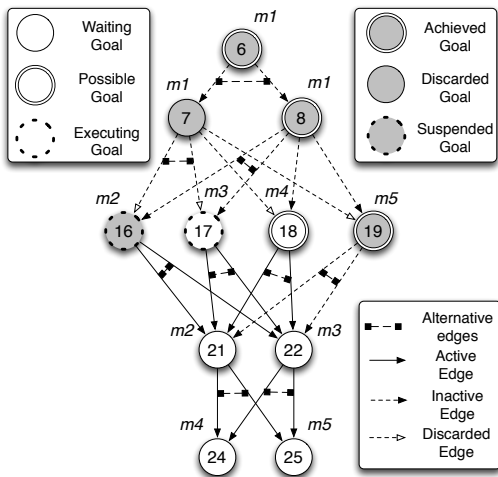 Waiting
Goal
Possible
Goal
Executing
Goal
Achieved
Goal
Discarded
Goal
Suspended
Goal
m1
6
m1
m1
7
8
m2
m3
m4
m5
16
17
18
19
m2
m3
21
22
m4
m5
24
25
Alternative
edges
Active
Edge
Inactive
Edge
Discarded
Edge